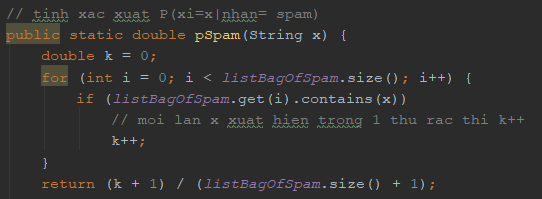 // tinh xac xuat P(xi=x|nhan= spam)
public static double pSpam(String x) {
    double k = 0;
    for (int i = 0; i < listBagOfSpam.size(); i++) {
        if (listBagOfSpam.get(i).contains(x))
            // moi lan x xuat hien trong 1 thu rac thi k++
            k++;
    }
    return (k + 1) / (listBagOfSpam.size() + 1);